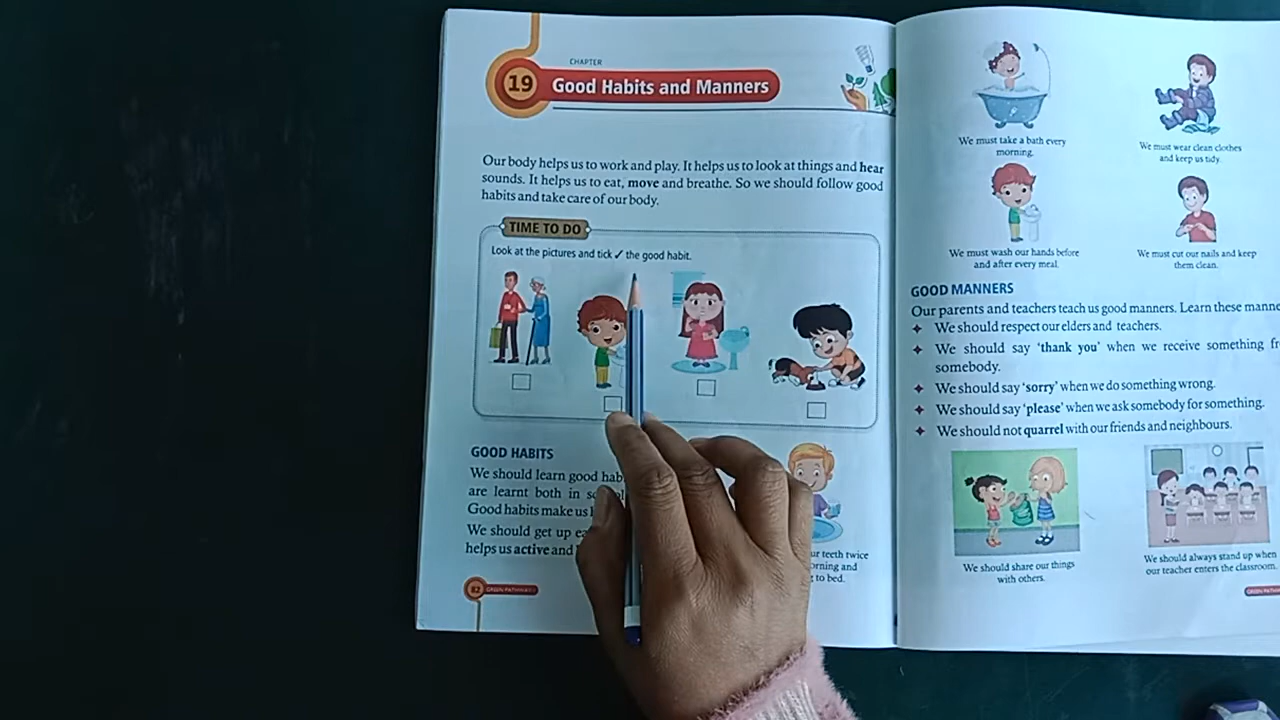 CHAPTER
19 Good Habits and Manners
Our body helps us to work and play. It helps us to look at things and hear
sounds. It helps us to eat, move and breathe. So we should follow good
habits and take care of our body.
TIME TO DO
Look at the pictures and tick ✓ the good habit.
GOOD HABITS
We should learn good
are learnt both in
Good habits make us
We should get up
helps us active and
teeth twice
and
to bed.
GREEN
We must take a bath every
morning.
We must wear clean clothes
and keep us tidy.
We must wash our hands before
and after every meal.
We must cut our nails and keep
them clean.
GOOD MANNERS
Our parents and teachers teach us good manners. Learn these
✦ We should respect our elders and teachers.
✦ We should say ‘thank you’ when we receive something
somebody.
✦ We should say ‘sorry’ when we do something wrong.
✦ We should say ‘please’ when we ask somebody for something.
✦ We should not quarrel with our friends and neighbours.
We should share our things
with others.
We should always stand up when
our teacher enters the classroom.
GREEN